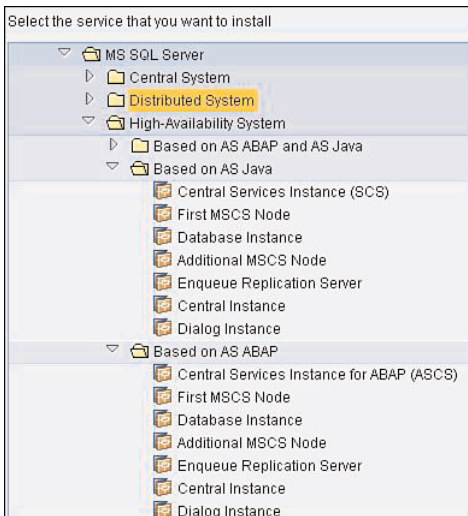 Select the service that you want to install
MS SQL Server
Central System
Distributed System
High-Availability System
Based on AS ABAP and AS Java
Based on AS Java
Central Services Instance (SCS)
First MSCS Node
Database Instance
Additional MSCS Node
Enqueue Replication Server
Central Instance
Dialog Instance
Based on AS ABAP
Central Services Instance for ABAP (ASCS)
First MSCS Node
Database Instance
Additional MSCS Node
Enqueue Replication Server
Central Instance
Dialog Instance